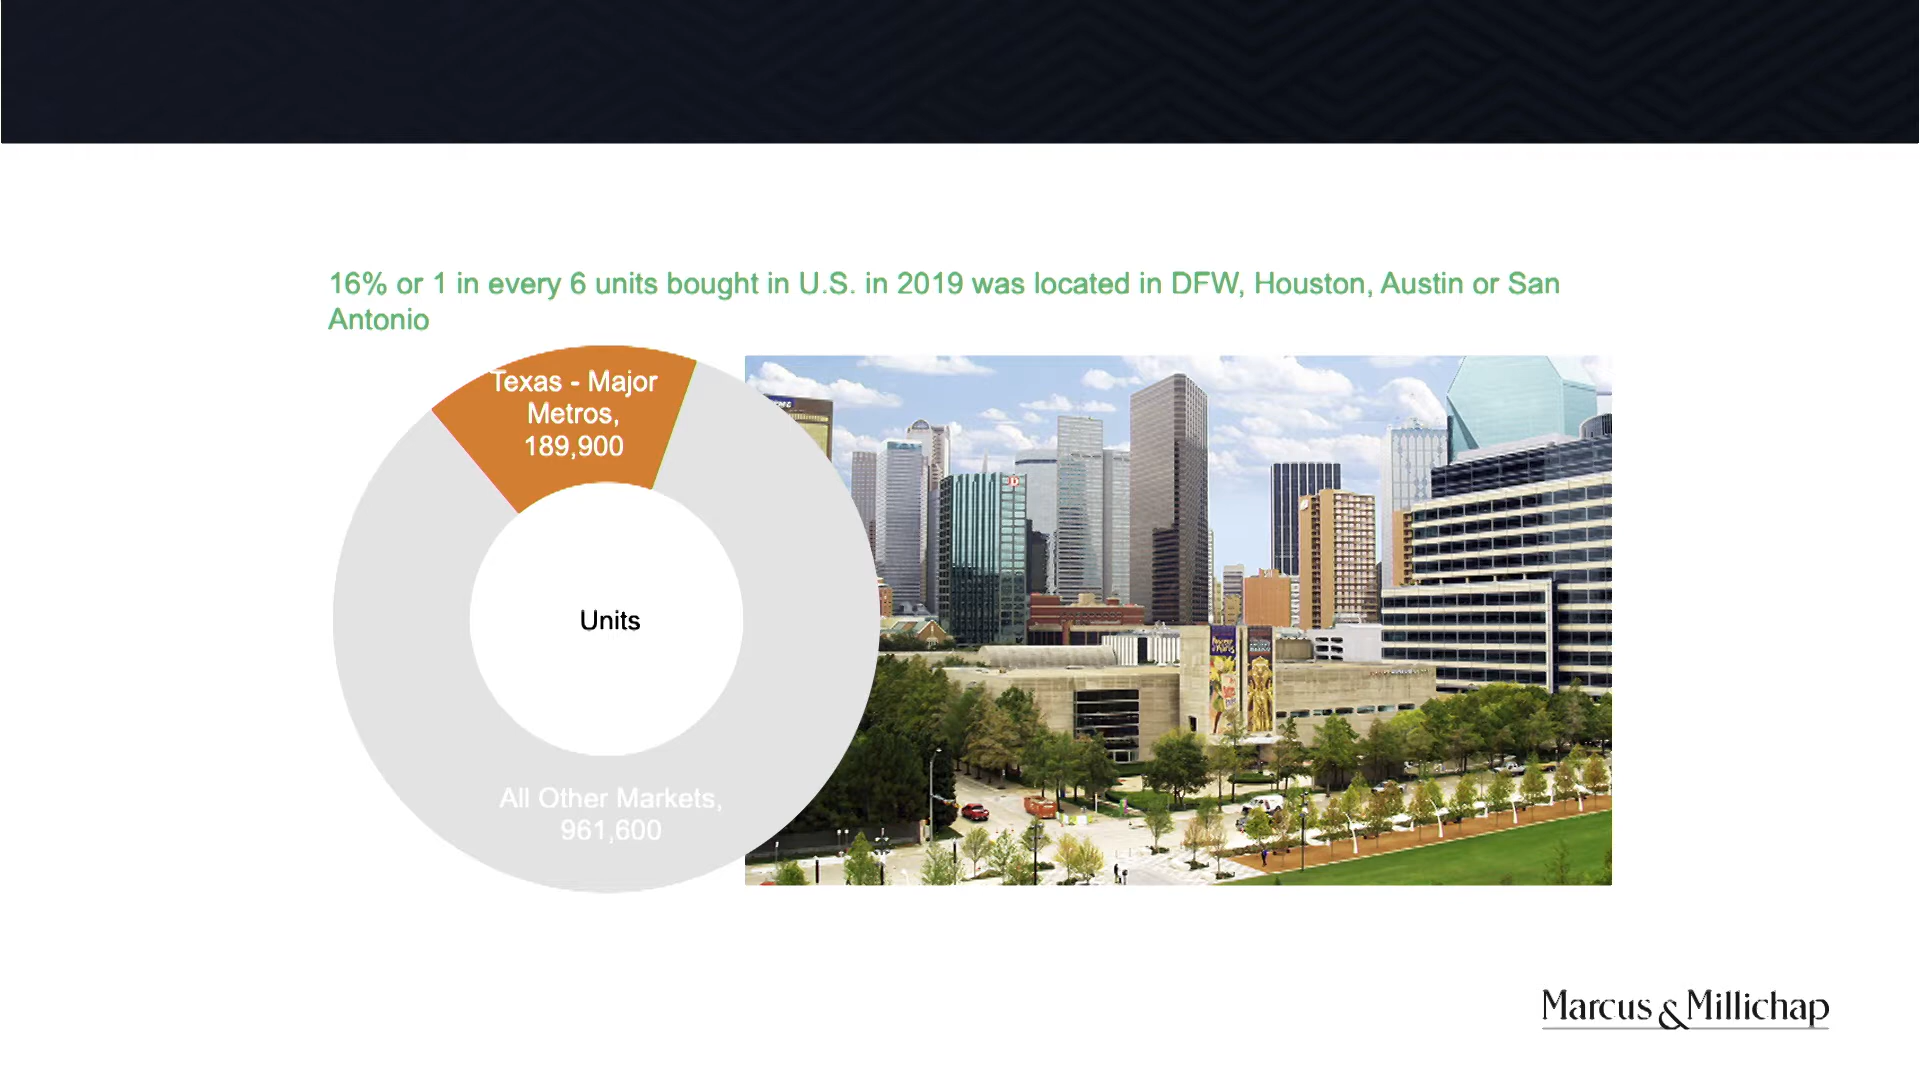 16% or 1 in every 6 units bought in U.S. in 2019 was located in DFW, Houston, Austin or San
Antonio
Texas - Major
Metros,
189,900
Units
All Other Markets,
961,600
Marcus & Millichap